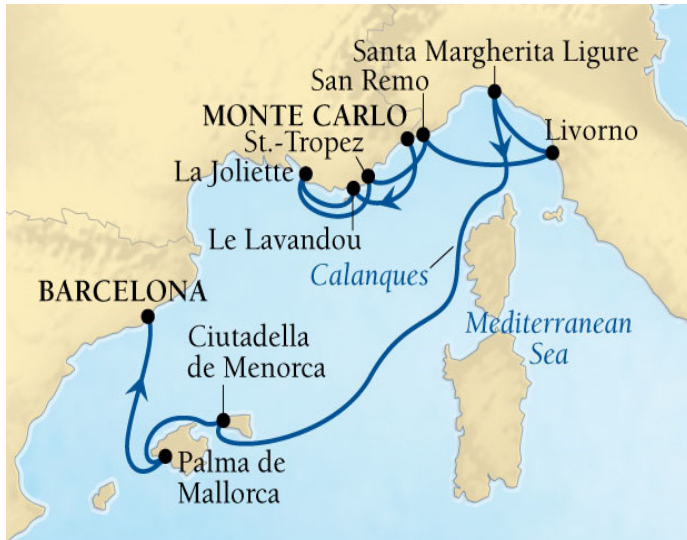 Santa Margherita Ligure
San Remo
MONTE CARLO
St.-Tropez
Livorno
La Joliette
Le Lavandou
Calanques
BARCELONA
Mediterranean
Sea
Ciutadella
de Menorca
Palma de
Mallorca